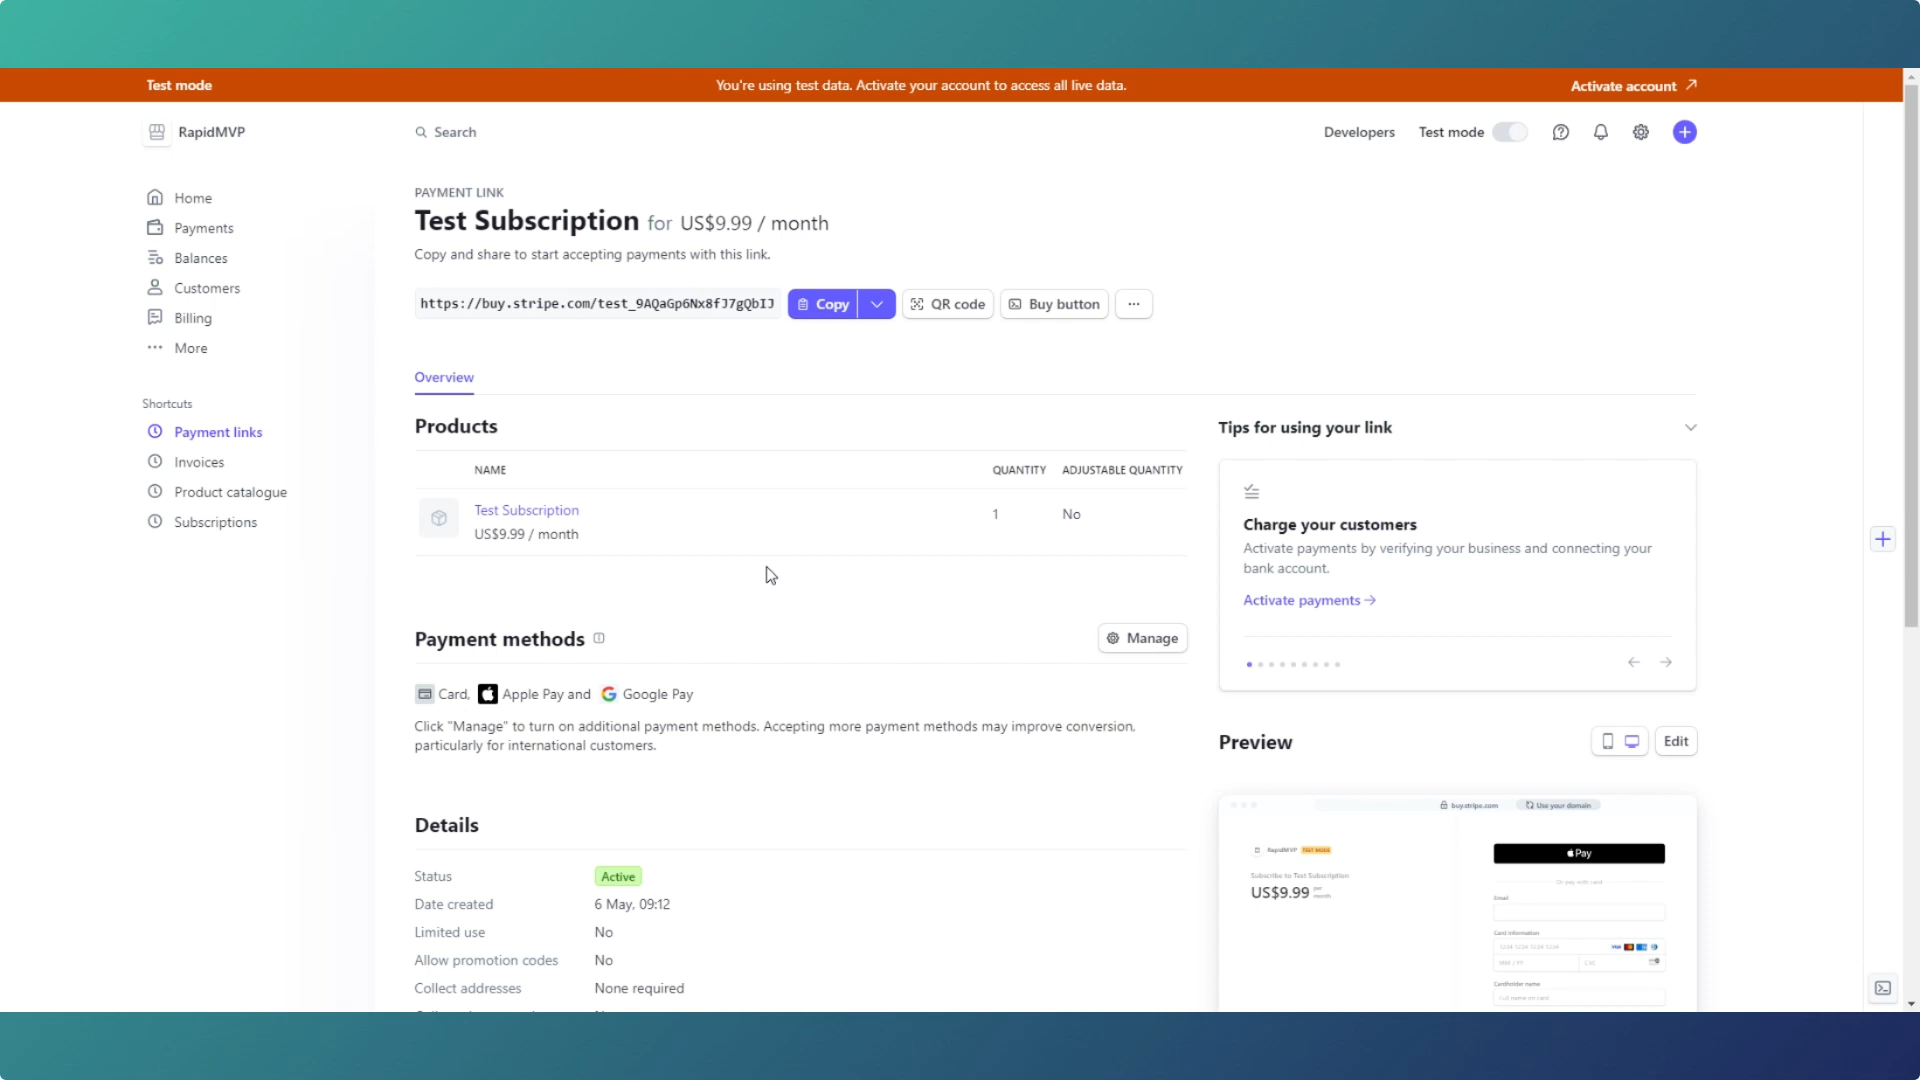 Test mode
You're using test data. Activate your account to access all live data.
Activate account
RapidMVP
Search
Developers
Test mode
Home
Payments
Balances
Customers
Billing
More
Shortcuts
Payment links
Invoices
Product catalogue
Subscriptions
PAYMENT LINK
Test Subscription for US$9.99 / month
Copy and share to start accepting payments with this link.
https://buy.stripe.com/test_9AQaGp6Nx8fJ7gQbIJ
Copy
QR code
Buy button
Overview
Products
NAME
QUANTITY
ADJUSTABLE QUANTITY
Test Subscription
1
No
US$9.99 / month
Payment methods
Manage
Card, Apple Pay and Google Pay
Click "Manage" to turn on additional payment methods. Accepting more payment methods may improve conversion,
particularly for international customers.
Details
Status
Active
Date created
6 May, 09:12
Limited use
No
Allow promotion codes
No
Collect addresses
None required
Tips for using your link
Charge your customers
Activate payments by verifying your business and connecting your
bank account.
Activate payments
Preview
Edit
buy.stripe.com
Use your domain
RapidMVP
TEST MODE
Subscribe to Test Subscription
US$9.99 per
month
Pay
Or pay with card
Email
Card information
1234 1234 1234 1234
VISA
MM / YY
CVC
Cardholder name
Full name on card